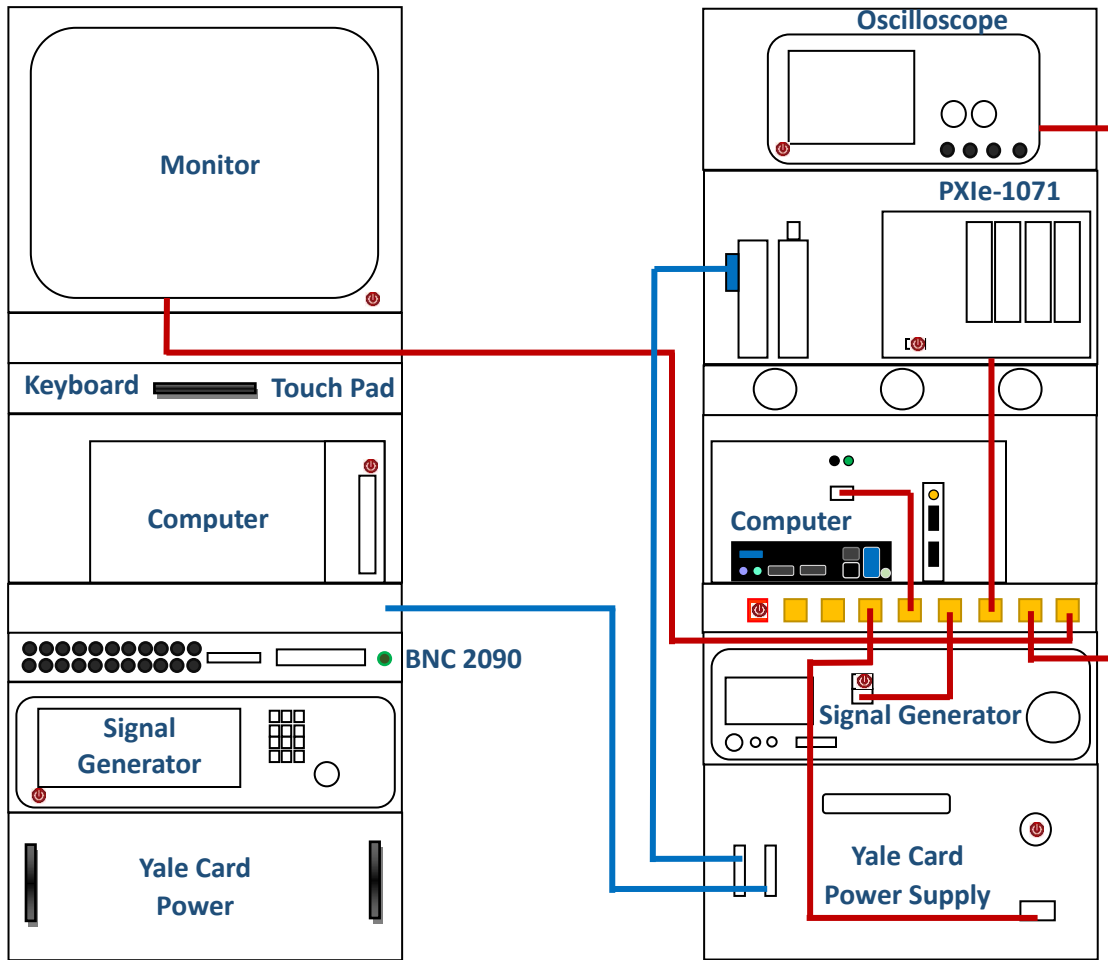 Monitor
Keyboard
Touch Pad
Computer
BNC 2090
Signal
Generator
Yale Card
Power
Oscilloscope
PXIe-1071
Computer
Signal Generator
Yale Card
Power Supply